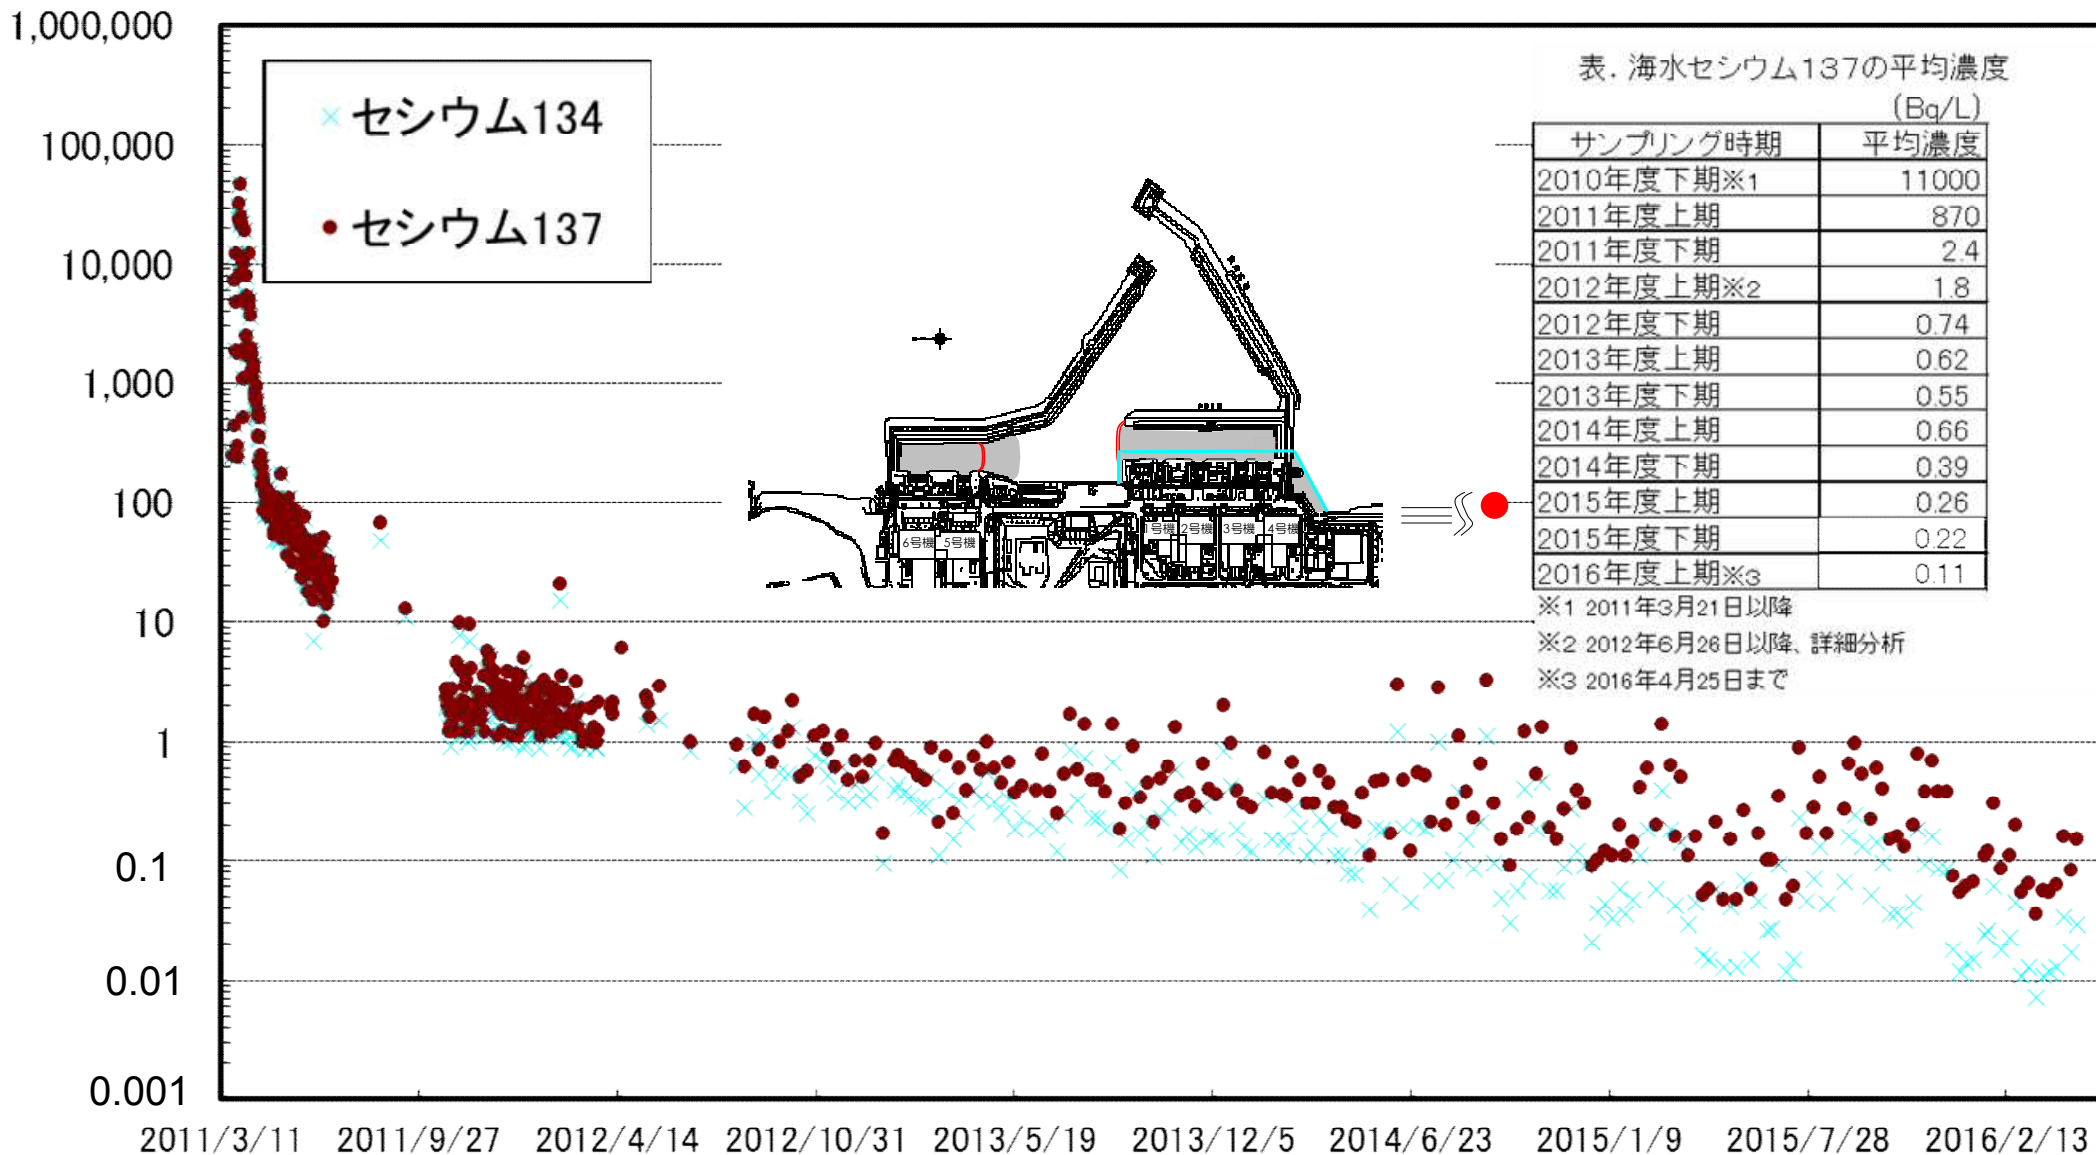 1,000,000
100,000
10,000
1,000
100
10
1
0.1
0.01
0.001
セシウム134
セシウム137
6号機 5号機
号機 2号機 3号機 4号機
表. 海水セシウム137の平均濃度
(Bq/L)
サンプリング時期 平均濃度
2010年度下期※1 11000
2011年度上期 870
2011年度下期 2.4
2012年度上期※2 1.8
2012年度下期 0.74
2013年度上期 0.62
2013年度下期 0.55
2014年度上期 0.66
2014年度下期 0.39
2015年度上期 0.26
2015年度下期 0.22
2016年度上期※3 0.11
※1 2011年3月21日以降
※2 2012年6月26日以降、詳細分析
※3 2016年4月25日まで
2011/3/11 2011/9/27 2012/4/14 2012/10/31 2013/5/19 2013/12/5 2014/6/23 2015/1/9 2015/7/28 2016/2/13